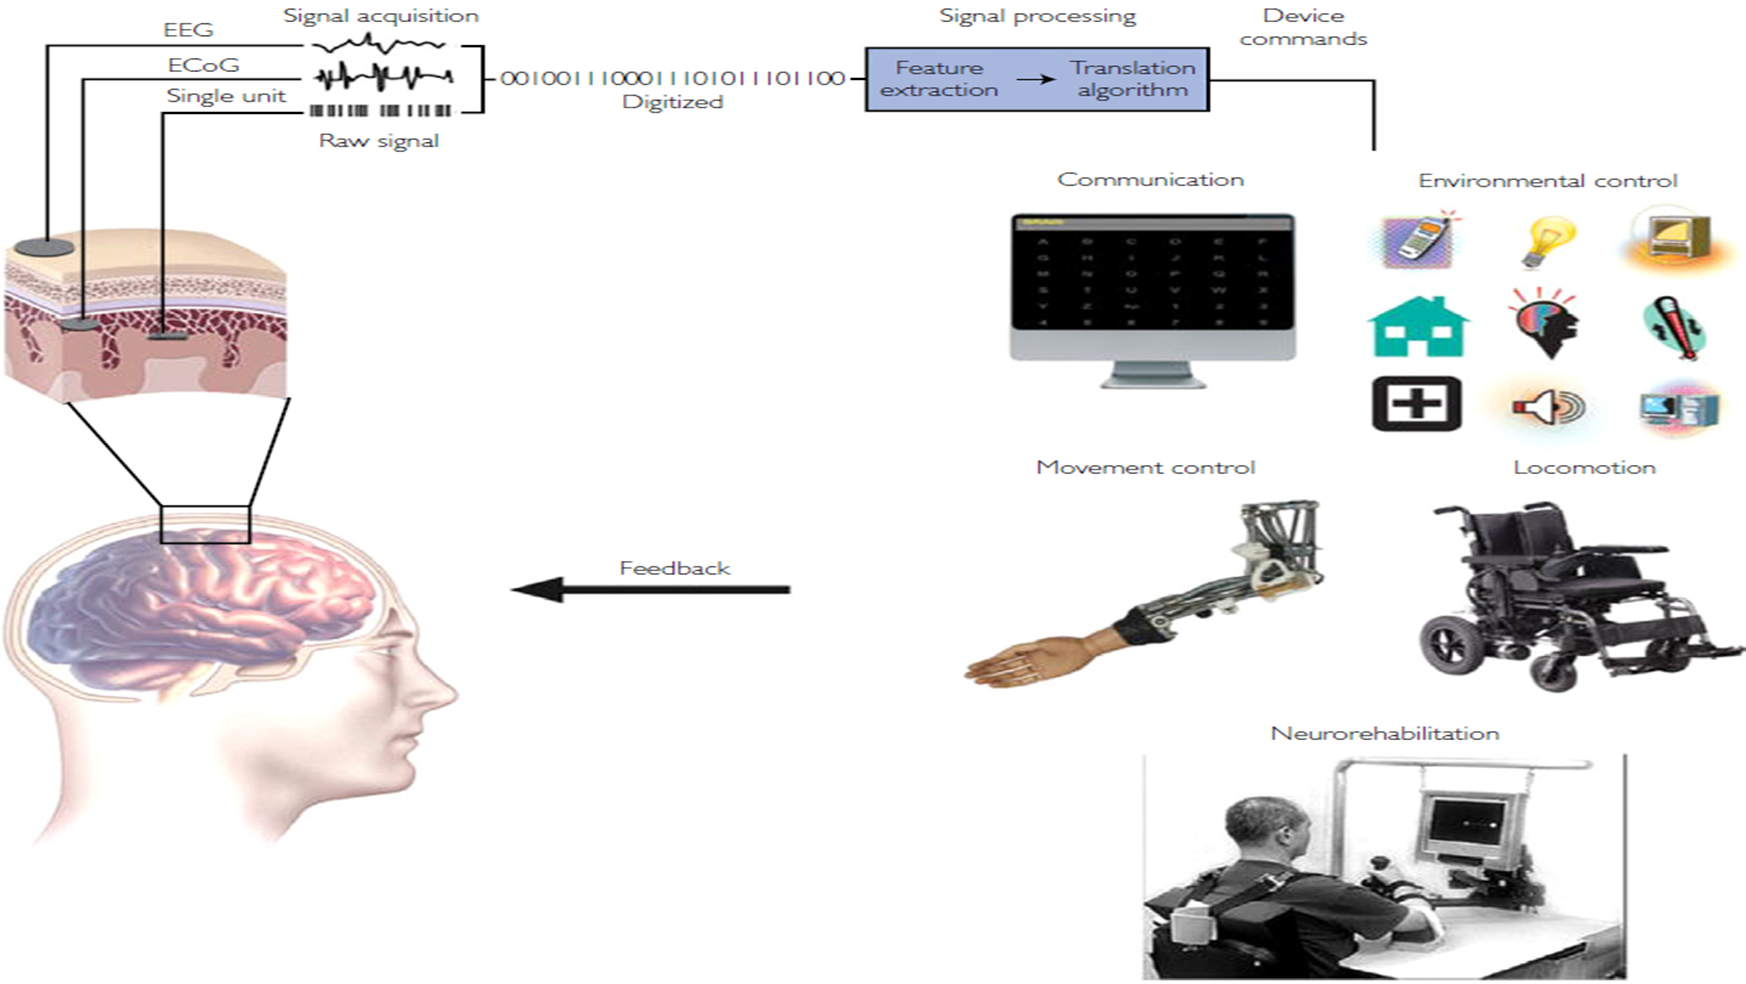 Signal acquisition
EEG
ECoG
Single unit
Raw signal
00100111000111010111101100
Digitized
Signal processing
Feature
extraction
Translation
algorithm
Device
commands
Communication
A B C D E F
G H I J K L
M N O P Q R
S T U V W X
Environmental control
Movement control
Locomotion
Feedback
Neurorehabilitation